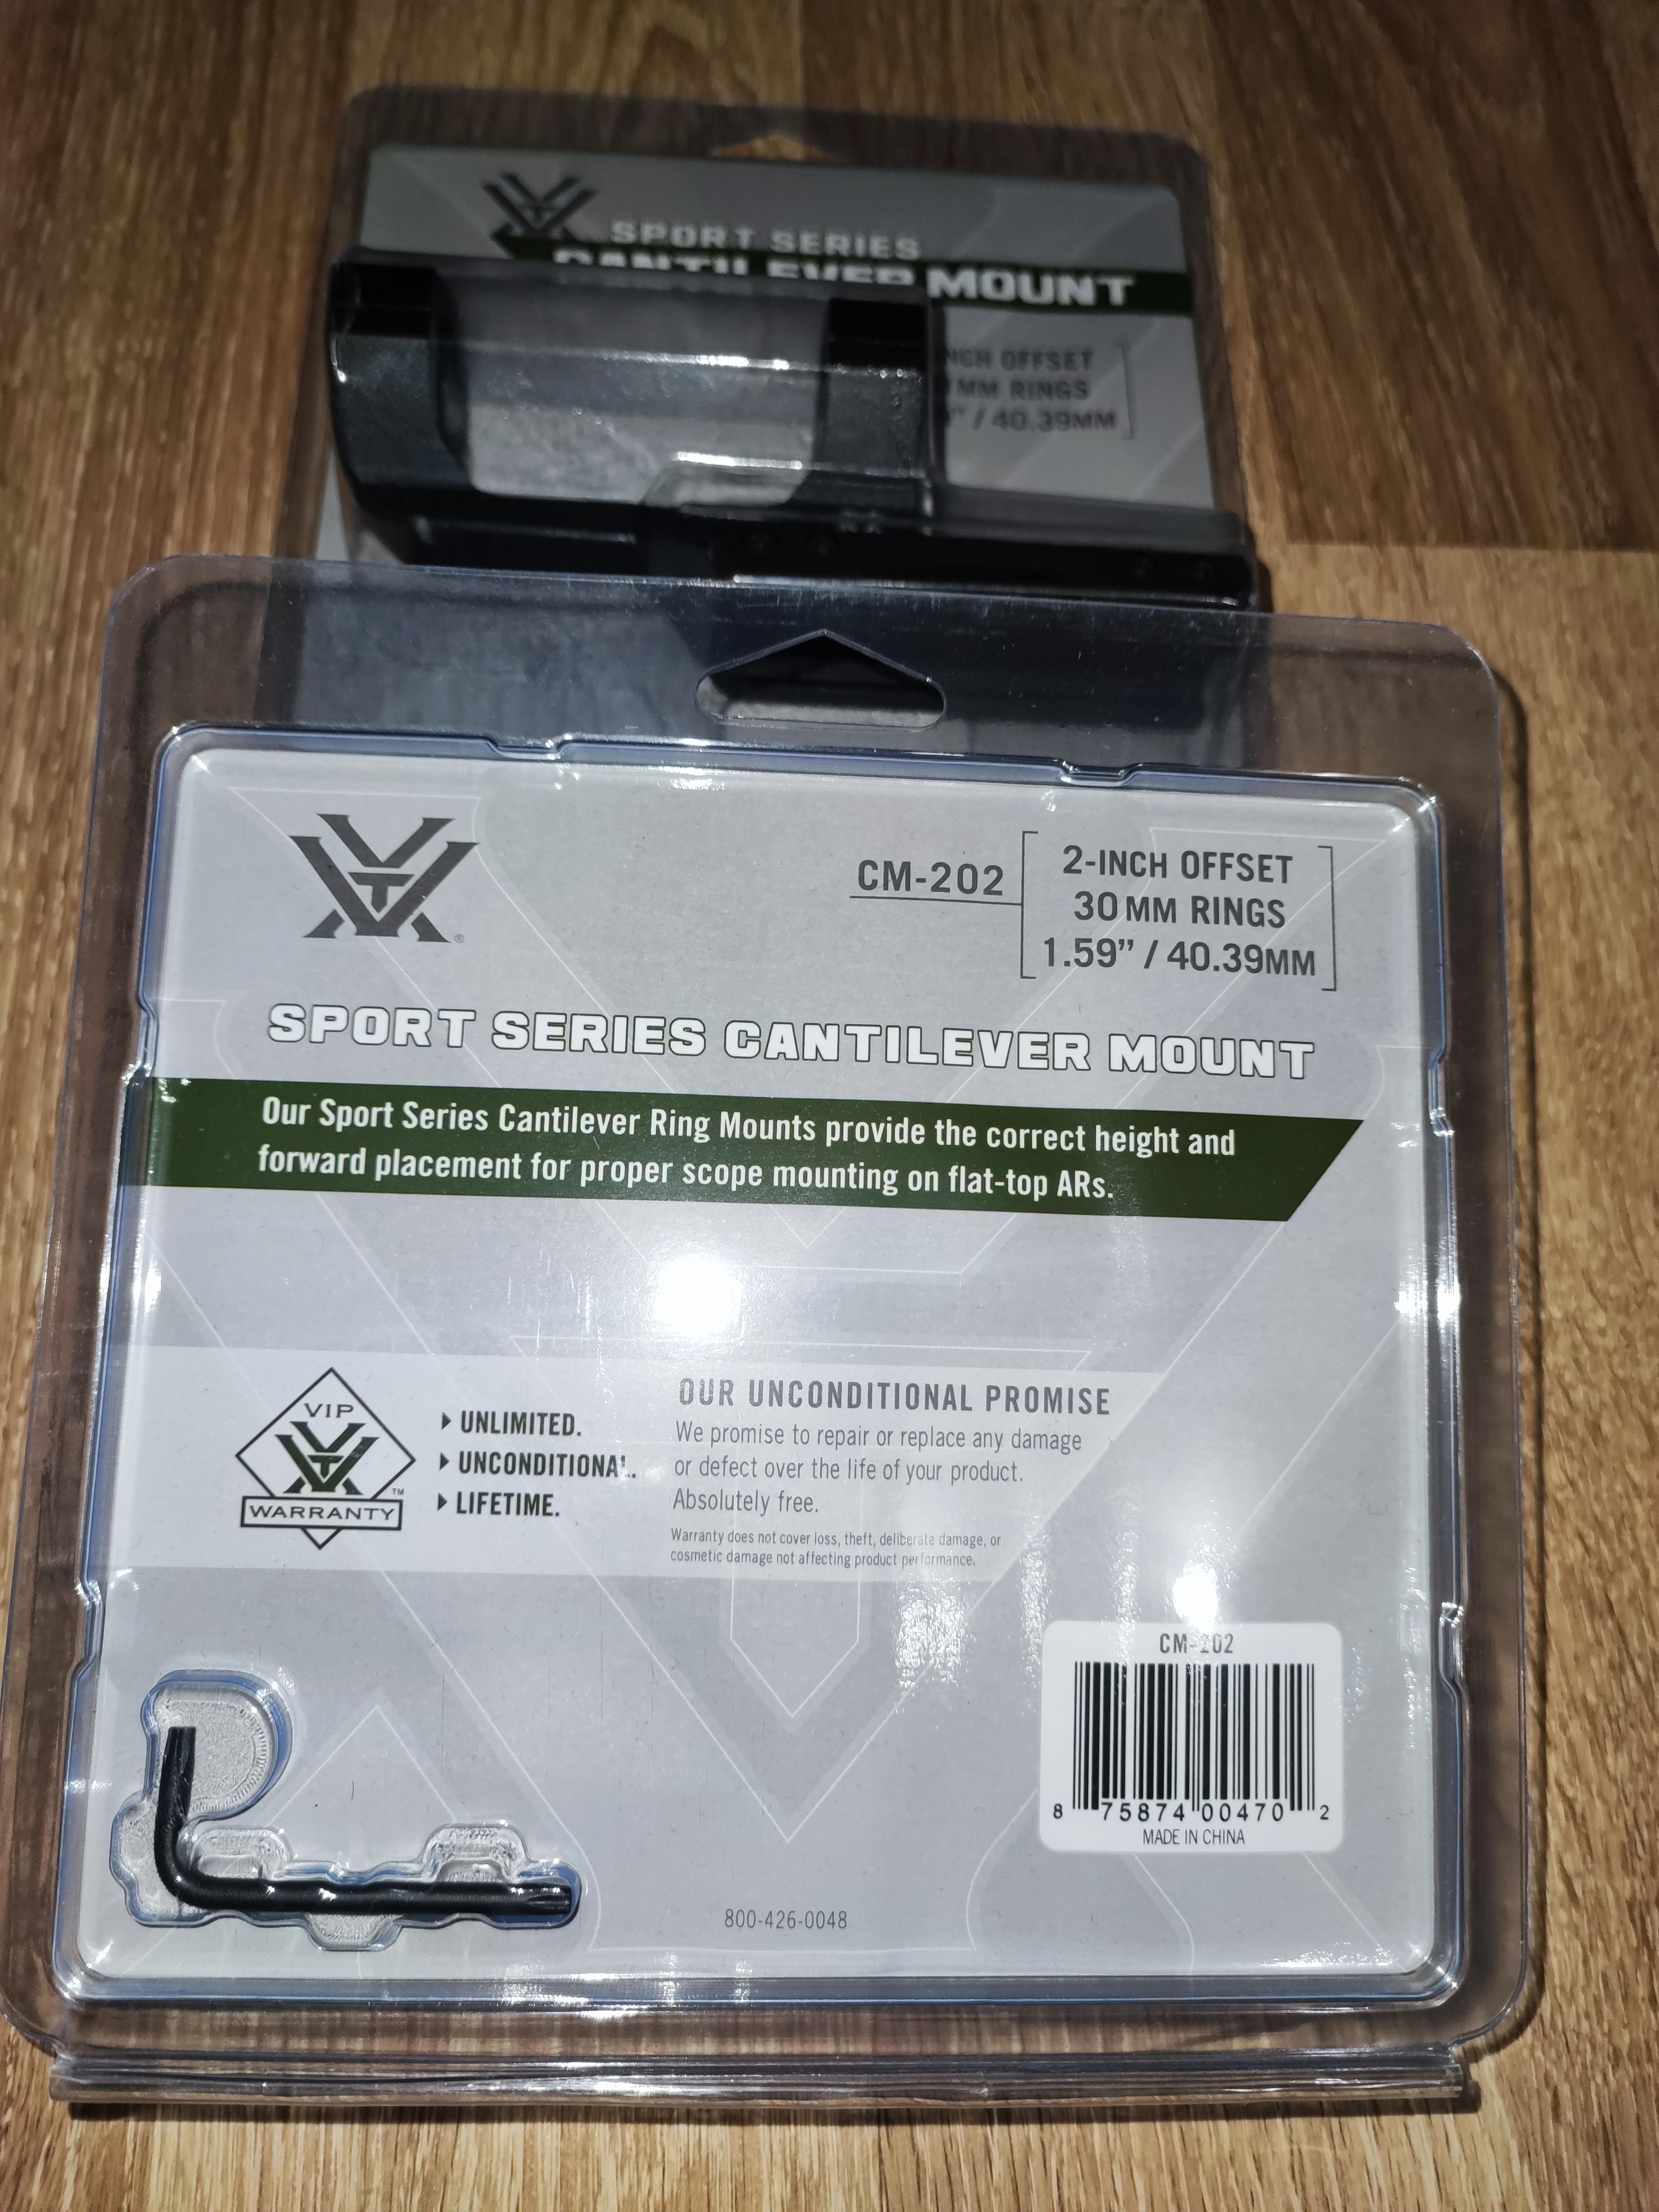 SPORT SERIES
CANTILEVER MOUNT
INCH OFFSET
MM RINGS
/ 40.39MM
CM-202
2-INCH OFFSET
30 MM RINGS
1.59" / 40.39MM
SPORT SERIES CANTILEVER MOUNT
Our Sport Series Cantilever Ring Mounts provide the correct height and
forward placement for proper scope mounting on flat-top ARs.
VIP
WARRANTY
TM
UNLIMITED.
UNCONDITIONAL.
LIFETIME.
OUR UNCONDITIONAL PROMISE
We promise to repair or replace any damage
or defect over the life of your product.
Absolutely free.
Warranty does not cover loss, theft, deliberate damage, or
cosmetic damage not affecting product performance.
CM-202
8 75874 00470 2
MADE IN CHINA
800-426-0048